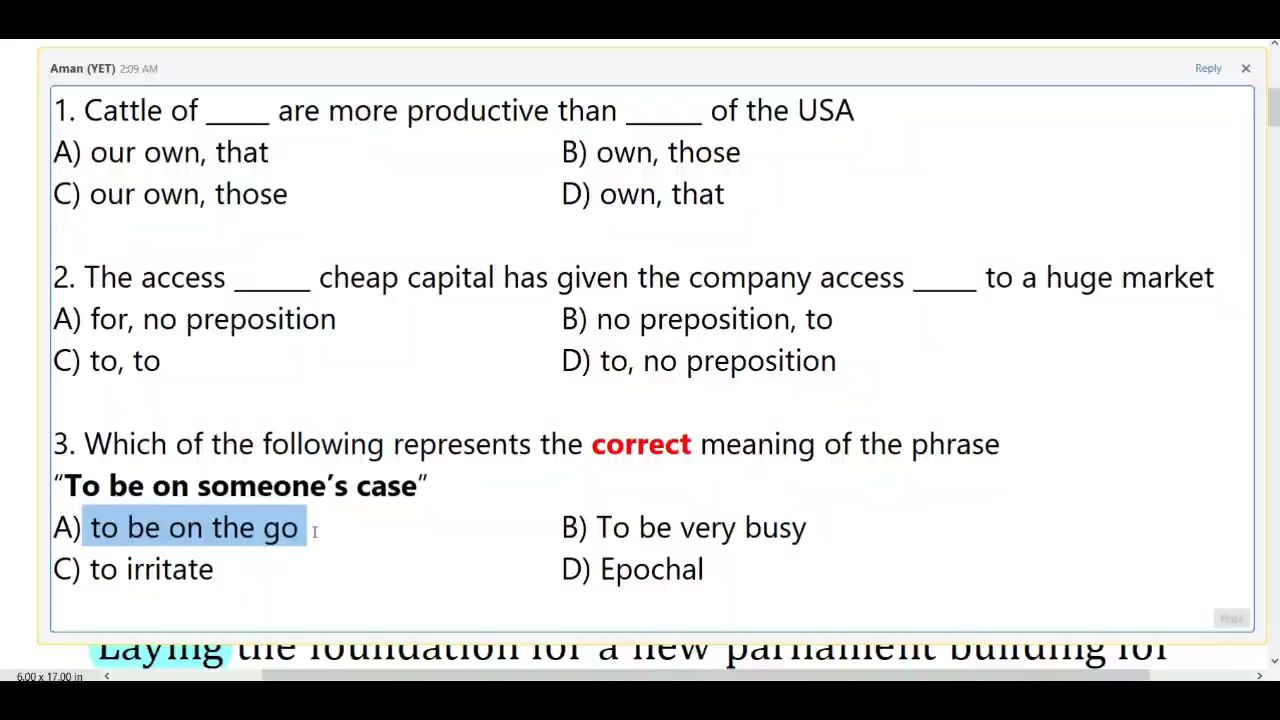 Aman (YET) 2:09 AM Reply
1. Cattle of _____ are more productive than ______ of the USA
A) our own, that B) own, those
C) our own, those D) own, that
2. The access ______ cheap capital has given the company access _____ to a huge market
A) for, no preposition B) no preposition, to
C) to, to D) to, no preposition
3. Which of the following represents the correct meaning of the phrase
“To be on someone’s case”
A) to be on the go B) To be very busy
C) to irritate D) Epochal
Post
Laying the foundation for a new parliament building for
6.00 x 17.00 in